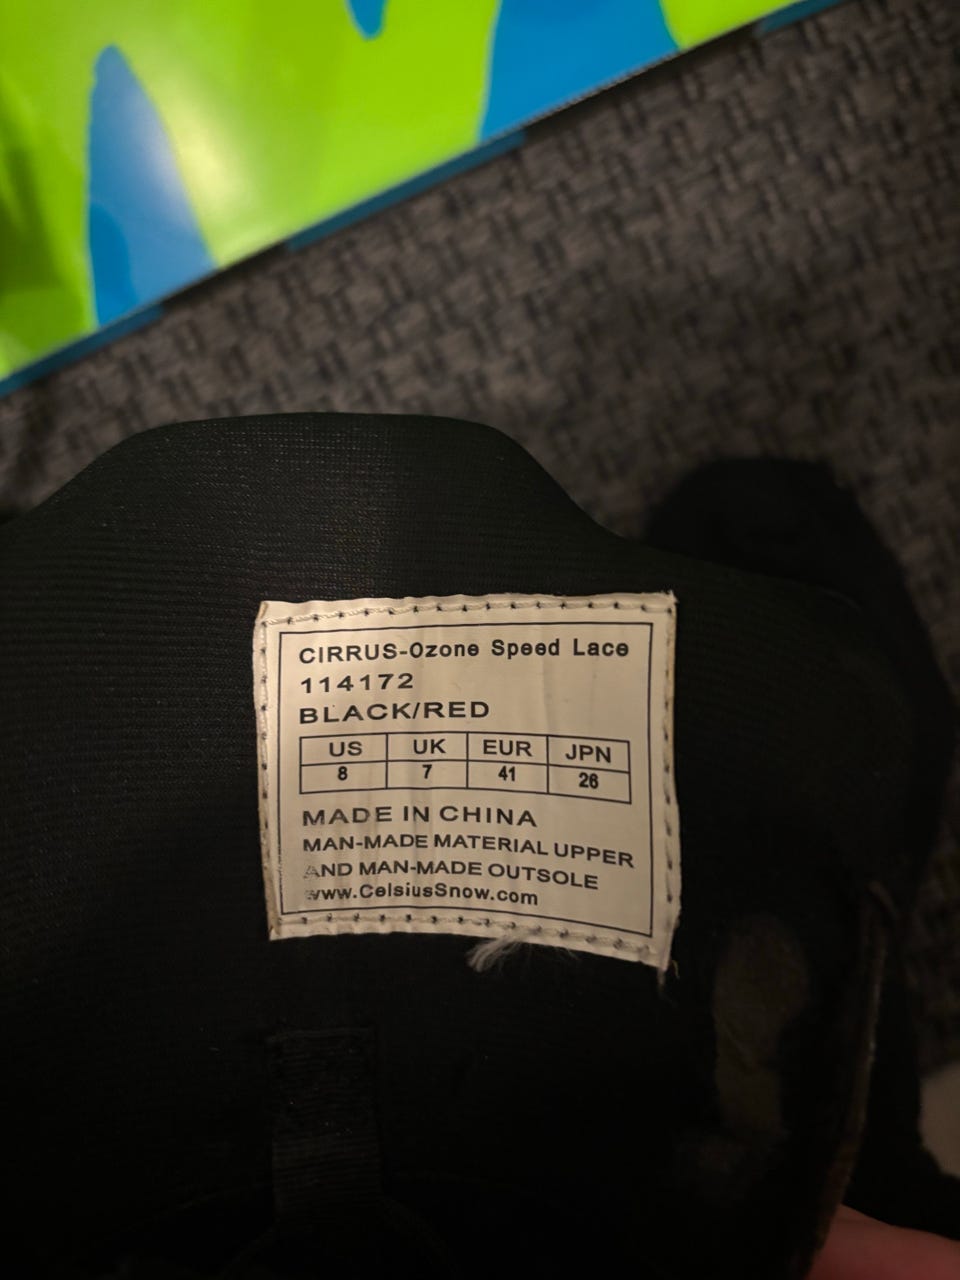 CIRRUS-Ozone Speed Lace
114172
BLACK/RED
US UK EUR JPN
8 7 41 26
MADE IN CHINA
MAN-MADE MATERIAL UPPER
AND MAN-MADE OUTSOLE
www.CelsiusSnow.com